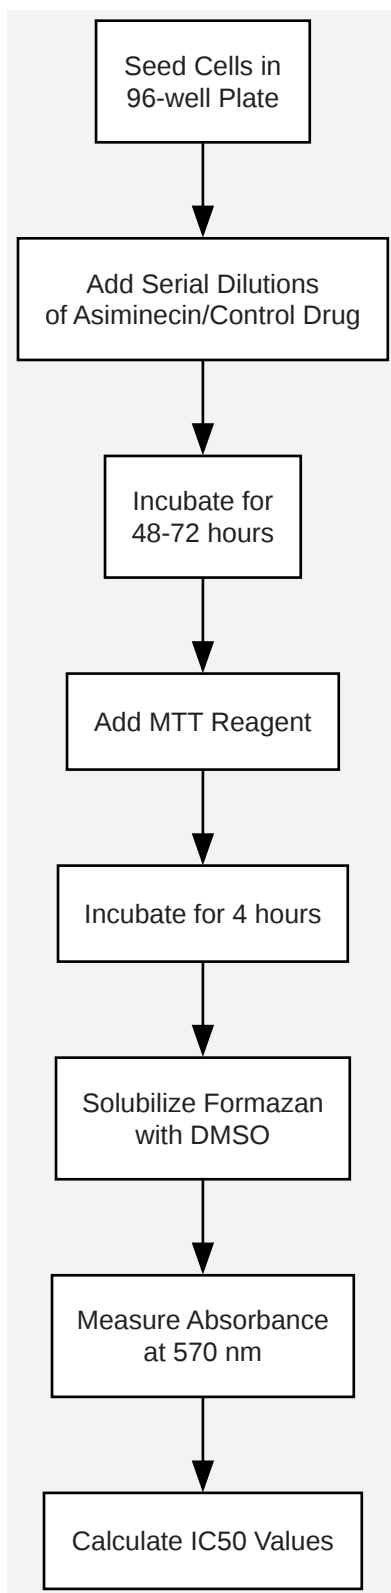 Seed Cells in
96-well Plate
Add Serial Dilutions
of Asiminecin/Control Drug
Incubate for
48-72 hours
Add MTT Reagent
Incubate for 4 hours
Solubilize Formazan
with DMSO
Measure Absorbance
at 570 nm
Calculate IC50 Values